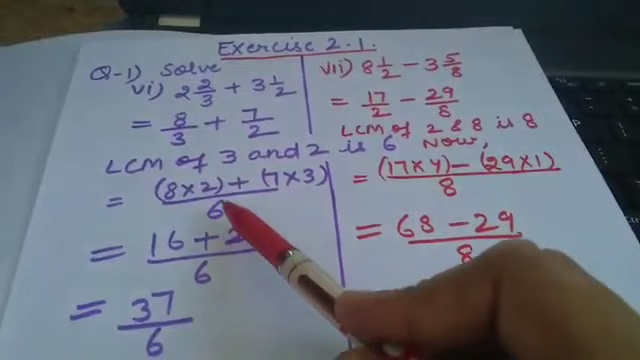 Exercise 2.1.
Q-1) Solve
vi) 2 2/3 + 3 1/2
= 8/3 + 7/2
LCM of 3 and 2 is 6
= (8×2) + (7×3) / 6
= 16 + 2 / 6
= 37/6
vii) 8 1/2 - 3 5/8
= 17/2 - 29/8
LCM of 2 & 8 is 8
Now,
= (17×4) - (29×1) / 8
= 68 - 29 / 8